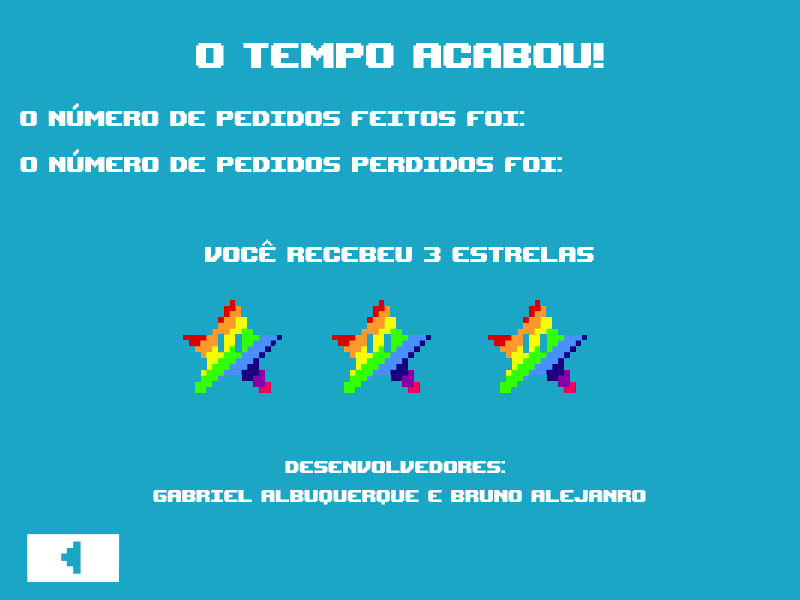 O TEMPO ACABOU!
O NÚMERO DE PEDIDOS FEITOS FOI:
O NÚMERO DE PEDIDOS PERDIDOS FOI:
VOCÊ RECEBEU 3 ESTRELAS
DESENVOLVEDORES:
GABRIEL ALBUQUERQUE E BRUNO ALEJANRO